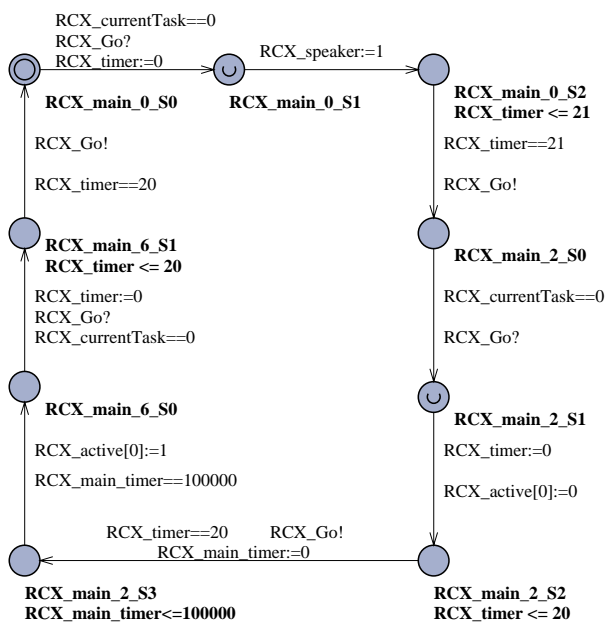 RCX_currentTask==0
RCX_Go?
RCX_timer:=0
RCX_speaker:=1
RCX_main_0_S0
RCX_main_0_S1
RCX_main_0_S2
RCX_timer <= 21
RCX_Go!
RCX_timer==20
RCX_timer==21
RCX_Go!
RCX_main_6_S1
RCX_timer <= 20
RCX_main_2_S0
RCX_timer:=0
RCX_Go?
RCX_currentTask==0
RCX_currentTask==0
RCX_Go?
RCX_main_6_S0
RCX_main_2_S1
RCX_active[0]:=1
RCX_main_timer==100000
RCX_timer:=0
RCX_active[0]:=0
RCX_timer==20 RCX_Go!
RCX_main_timer:=0
RCX_main_2_S3
RCX_main_timer<=100000
RCX_main_2_S2
RCX_timer <= 20